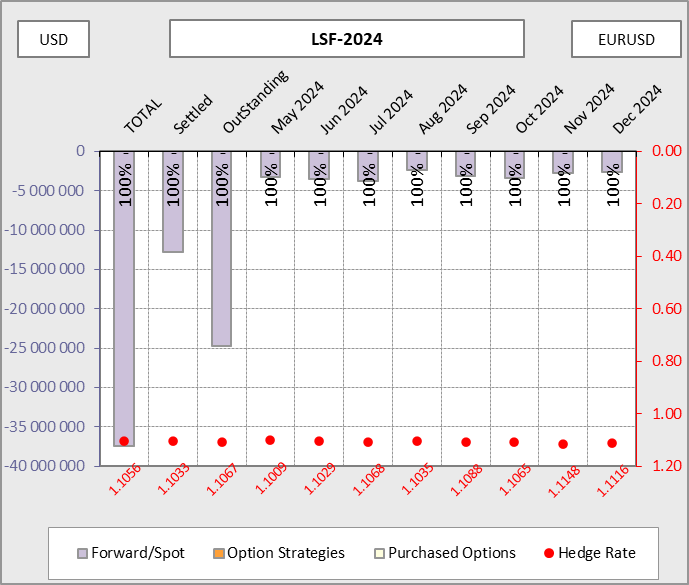 USD
LSF-2024
EURUSD
TOTAL
Settled
OutStanding
May 2024
Jun 2024
Jul 2024
Aug 2024
Sep 2024
Oct 2024
Nov 2024
Dec 2024
0
-5 000 000
-10 000 000
-15 000 000
-20 000 000
-25 000 000
-30 000 000
-35 000 000
-40 000 000
100%
100%
100%
100%
100%
100%
100%
100%
100%
100%
100%
0.00
0.20
0.40
0.60
0.80
1.00
1.20
1.1056
1.1033
1.1067
1.1009
1.1029
1.1068
1.1035
1.1088
1.1065
1.1148
1.1116
Forward/Spot
Option Strategies
Purchased Options
Hedge Rate